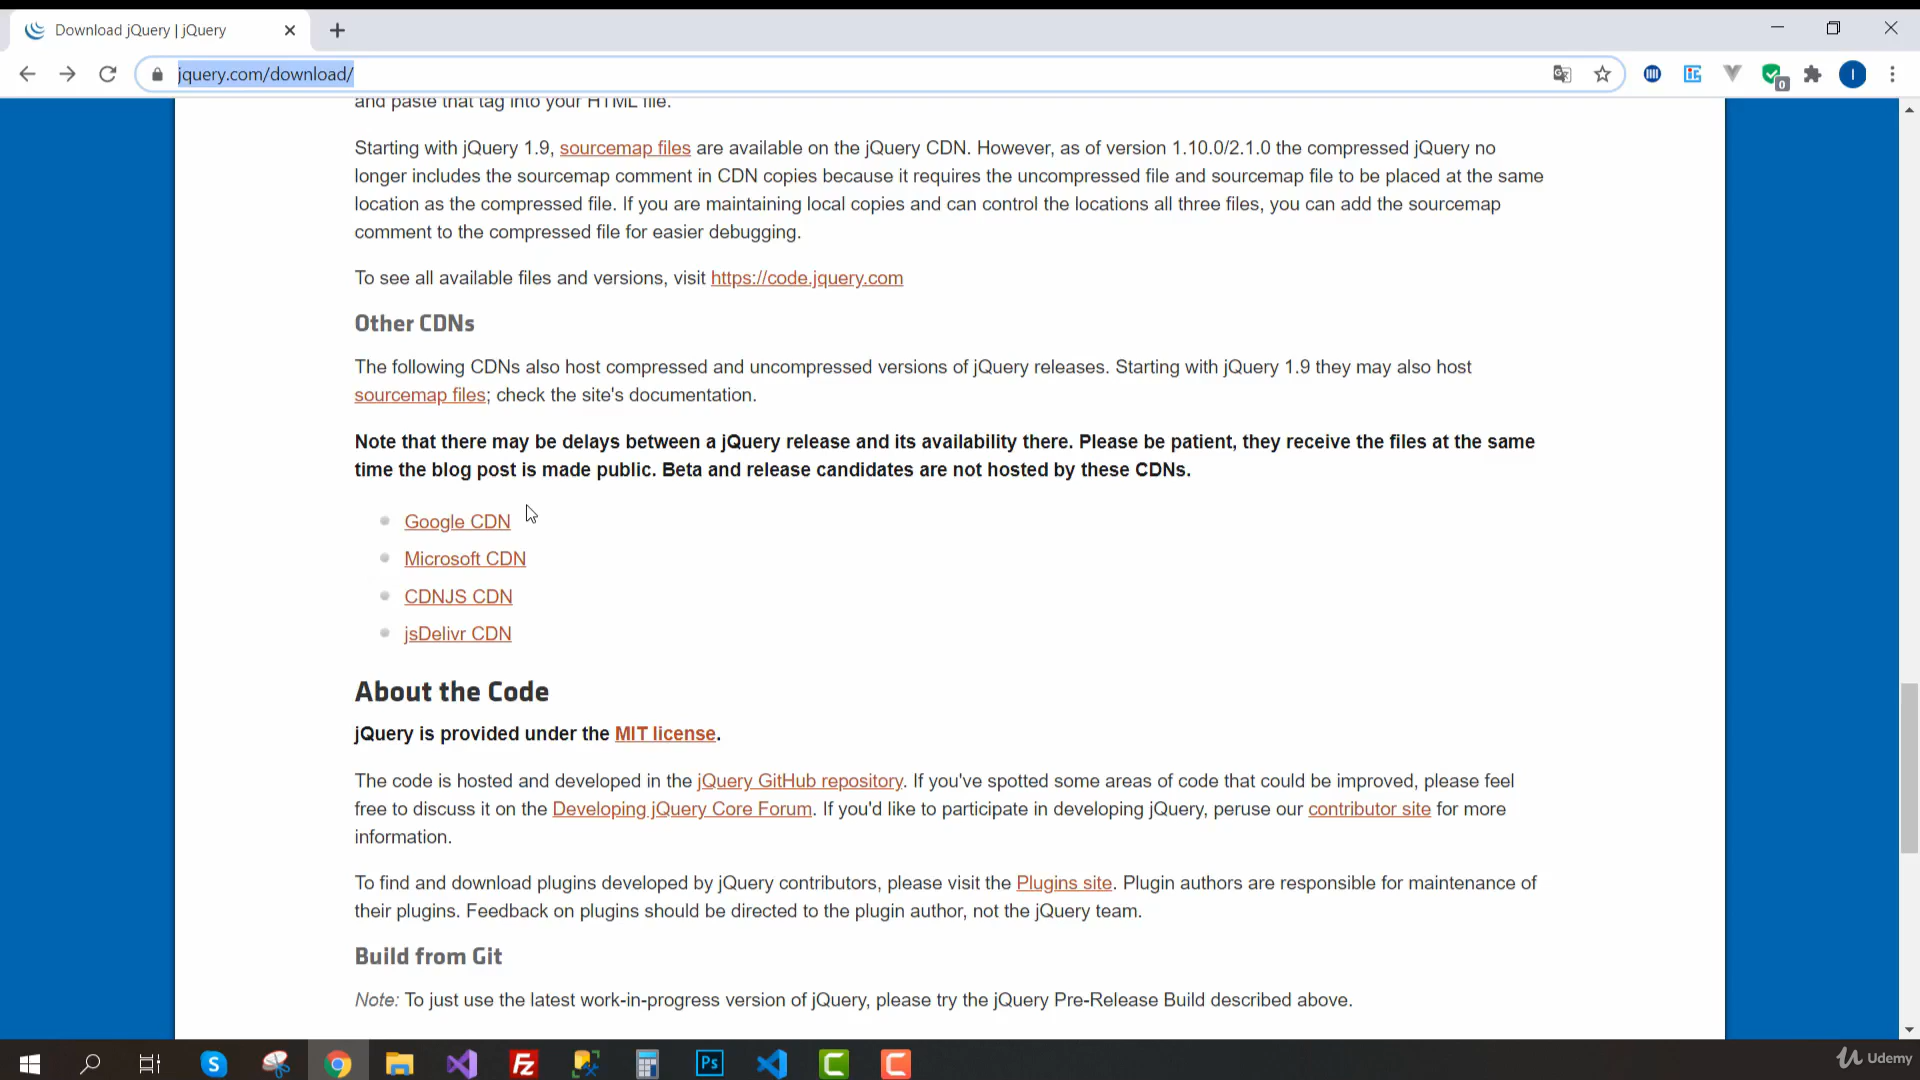 Download jQuery | jQuery
jquery.com/download/
and paste that tag into your HTML file.
Starting with jQuery 1.9, sourcemap files are available on the jQuery CDN. However, as of version 1.10.0/2.1.0 the compressed jQuery no
longer includes the sourcemap comment in CDN copies because it requires the uncompressed file and sourcemap file to be placed at the same
location as the compressed file. If you are maintaining local copies and can control the locations all three files, you can add the sourcemap
comment to the compressed file for easier debugging.
To see all available files and versions, visit https://code.jquery.com
Other CDNs
The following CDNs also host compressed and uncompressed versions of jQuery releases. Starting with jQuery 1.9 they may also host
sourcemap files; check the site's documentation.
Note that there may be delays between a jQuery release and its availability there. Please be patient, they receive the files at the same
time the blog post is made public. Beta and release candidates are not hosted by these CDNs.
Google CDN
Microsoft CDN
CDNJS CDN
jsDelivr CDN
About the Code
jQuery is provided under the MIT license.
The code is hosted and developed in the jQuery GitHub repository. If you've spotted some areas of code that could be improved, please feel
free to discuss it on the Developing jQuery Core Forum. If you'd like to participate in developing jQuery, peruse our contributor site for more
information.
To find and download plugins developed by jQuery contributors, please visit the Plugins site. Plugin authors are responsible for maintenance of
their plugins. Feedback on plugins should be directed to the plugin author, not the jQuery team.
Build from Git
Note: To just use the latest work-in-progress version of jQuery, please try the jQuery Pre-Release Build described above.
Udemy